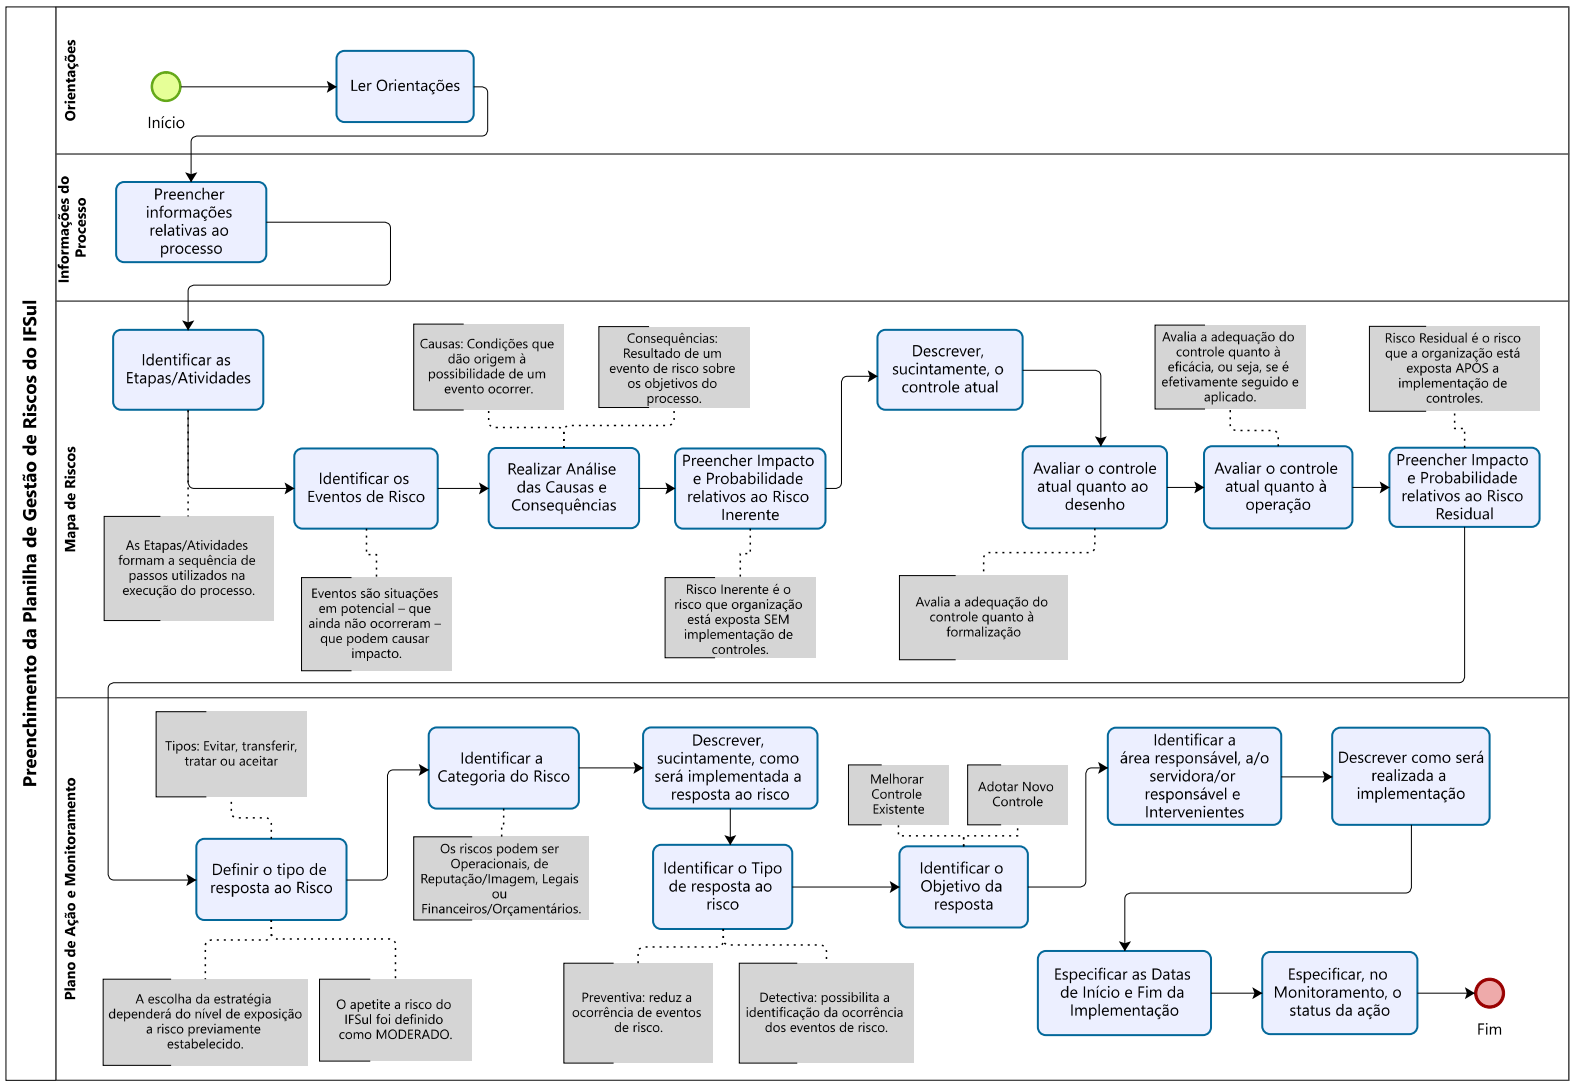 Preenchimento da Planilha de Gestão de Riscos do IFSul
Orientações
Início
Ler Orientações
Informações do
Processo
Preencher
informações
relativas ao
processo
Mapa de Riscos
Identificar as
Etapas/Atividades
As Etapas/Atividades
formam a sequência de
passos utilizados na
execução do processo.
Identificar os
Eventos de Risco
Eventos são situações
em potencial – que
ainda não ocorreram –
que podem causar
impacto.
Causas: Condições que
dão origem à
possibilidade de um
evento ocorrer.
Consequências:
Resultado de um
evento de risco sobre
os objetivos do
processo.
Realizar Análise
das Causas e
Consequências
Preencher Impacto
e Probabilidade
relativos ao Risco
Inerente
Risco Inerente é o
risco que organização
está exposta SEM
implementação de
controles.
Descrever,
sucintamente, o
controle atual
Avaliar o controle
atual quanto ao
desenho
Avalia a adequação do
controle quanto à
formalização
Avalia a adequação do
controle quanto à
eficácia, ou seja, se é
efetivamente seguido e
aplicado.
Avaliar o controle
atual quanto à
operação
Risco Residual é o risco
que a organização está
exposta APÓS a
implementação de
controles.
Preencher Impacto
e Probabilidade
relativos ao Risco
Residual
Plano de Ação e Monitoramento
Tipos: Evitar, transferir,
tratar ou aceitar
Definir o tipo de
resposta ao Risco
A escolha da estratégia
dependerá do nível de exposição
a risco previamente
estabelecido.
O apetite a risco do
IFSul foi definido
como MODERADO.
Identificar a
Categoria do Risco
Os riscos podem ser
Operacionais, de
Reputação/Imagem, Legais
ou
Financeiros/Orçamentários.
Descrever,
sucintamente, como
será implementada a
resposta ao risco
Identificar o Tipo
de resposta ao
risco
Preventiva: reduz a
ocorrência de eventos
de risco.
Detectiva: possibilita a
identificação da ocorrência
dos eventos de risco.
Melhorar
Controle
Existente
Adotar Novo
Controle
Identificar o
Objetivo da
resposta
Identificar a
área responsável, a/o
servidora/or
responsável e
Intervenientes
Descrever como será
realizada a
implementação
Especificar as Datas
de Início e Fim da
Implementação
Especificar, no
Monitoramento, o
status da ação
Fim